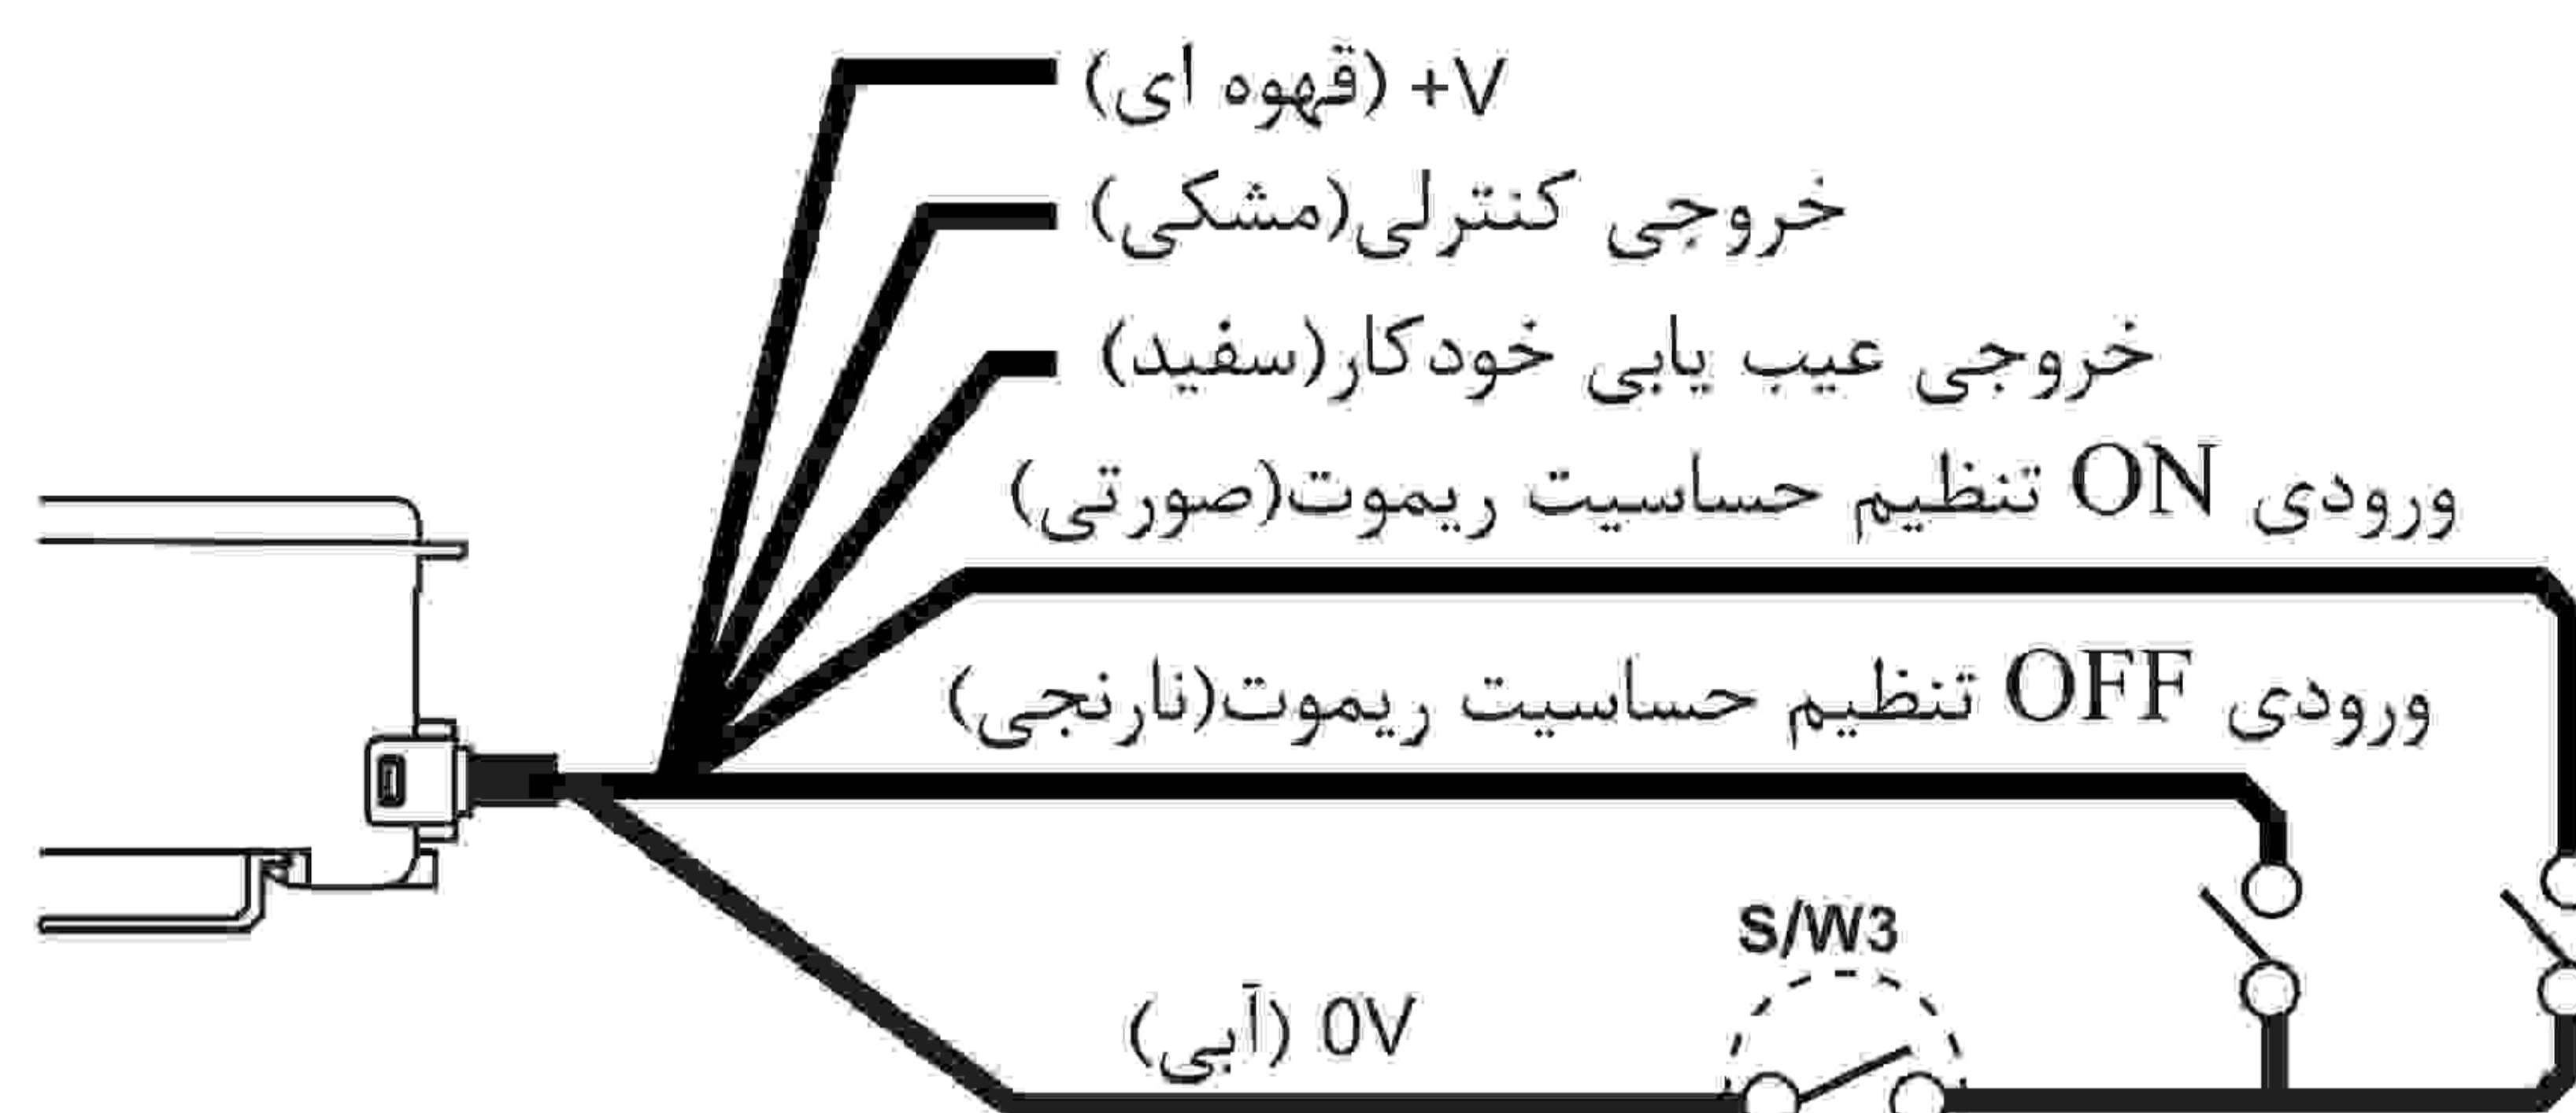 +V (قهوه ای)
خروجی کنترلی(مشکی)
خروجی عیب یابی خودکار(سفید)
ورودی ON تنظیم حساسیت ریموت(صورتی)
ورودی OFF تنظیم حساسیت ریموت(نارنجی)
S/W3
0V (آبی)